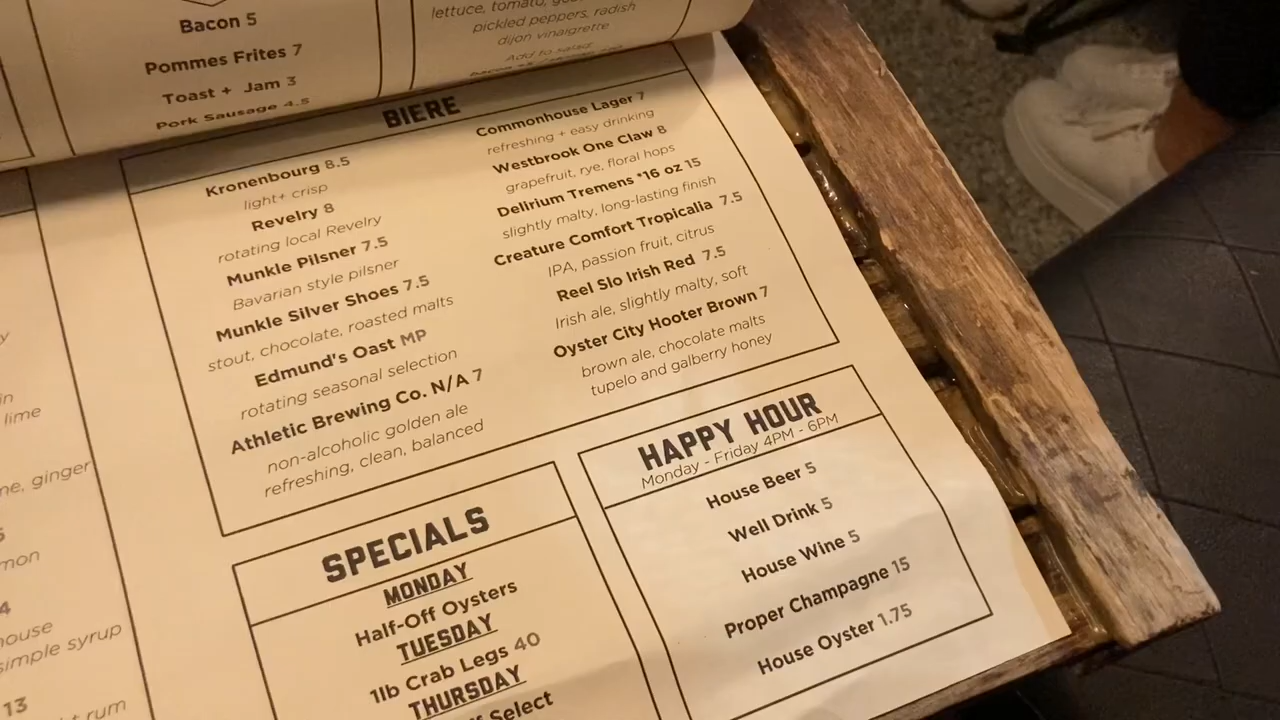 Bacon 5
Pommes Frites 7
Toast + Jam 3
Pork Sausage 4.5
lettuce, tomato,
pickled peppers, radish
dijon vinaigrette
Add to salad
BIERE
Kronenbourg 8.5
light+ crisp
Revelry 8
rotating local Revelry
Munkle Pilsner 7.5
Bavarian style pilsner
Munkle Silver Shoes 7.5
stout, chocolate, roasted malts
Edmund's Oast MP
rotating seasonal selection
Athletic Brewing Co. N/A 7
non-alcoholic golden ale
refreshing, clean, balanced
Commonhouse Lager 7
refreshing + easy drinking
Westbrook One Claw 8
grapefruit, rye, floral hops
Delirium Tremens *16 oz 15
slightly malty, long-lasting finish
Creature Comfort Tropicalia 7.5
IPA, passion fruit, citrus
Reel Slo Irish Red 7.5
Irish ale, slightly malty, soft
Oyster City Hooter Brown 7
brown ale, chocolate malts
tupelo and galberry honey
lime
ginger
house
simple syrup
13
rum
SPECIALS
MONDAY
Half-Off Oysters
TUESDAY
1lb Crab Legs 40
THURSDAY
Select
HAPPY HOUR
Monday - Friday 4PM - 6PM
House Beer 5
Well Drink 5
House Wine 5
Proper Champagne 15
House Oyster 1.75